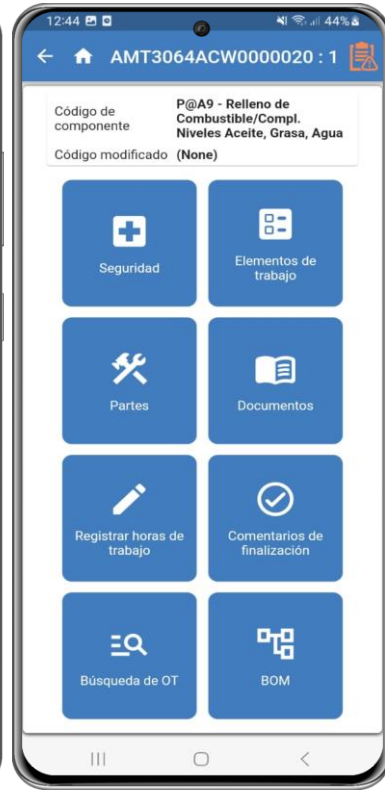 12:44 44%
AMT3064ACW0000020 : 1
Código de componente P@A9 - Relleno de Combustible/Compl. Niveles Aceite, Grasa, Agua
Código modificado (None)
Seguridad
Elementos de trabajo
Partes
Documentos
Registrar horas de trabajo
Comentarios de finalización
Búsqueda de OT
BOM